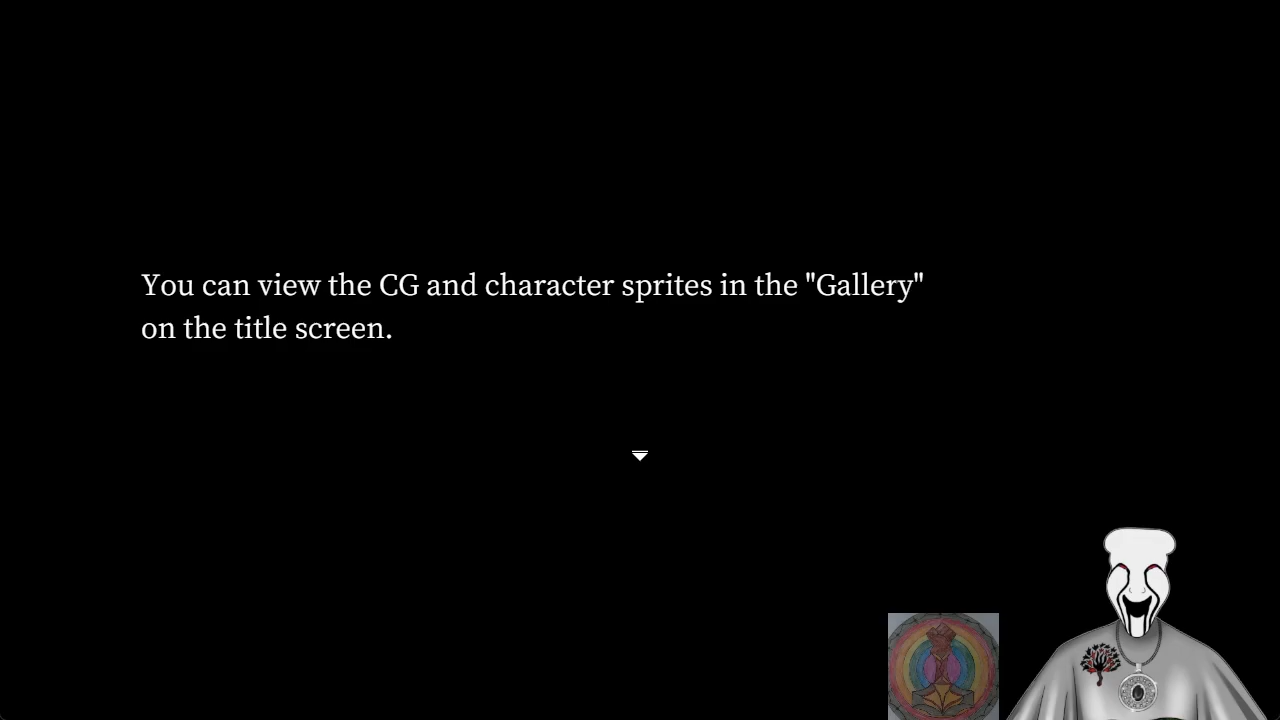 You can view the CG and character sprites in the "Gallery"
on the title screen.